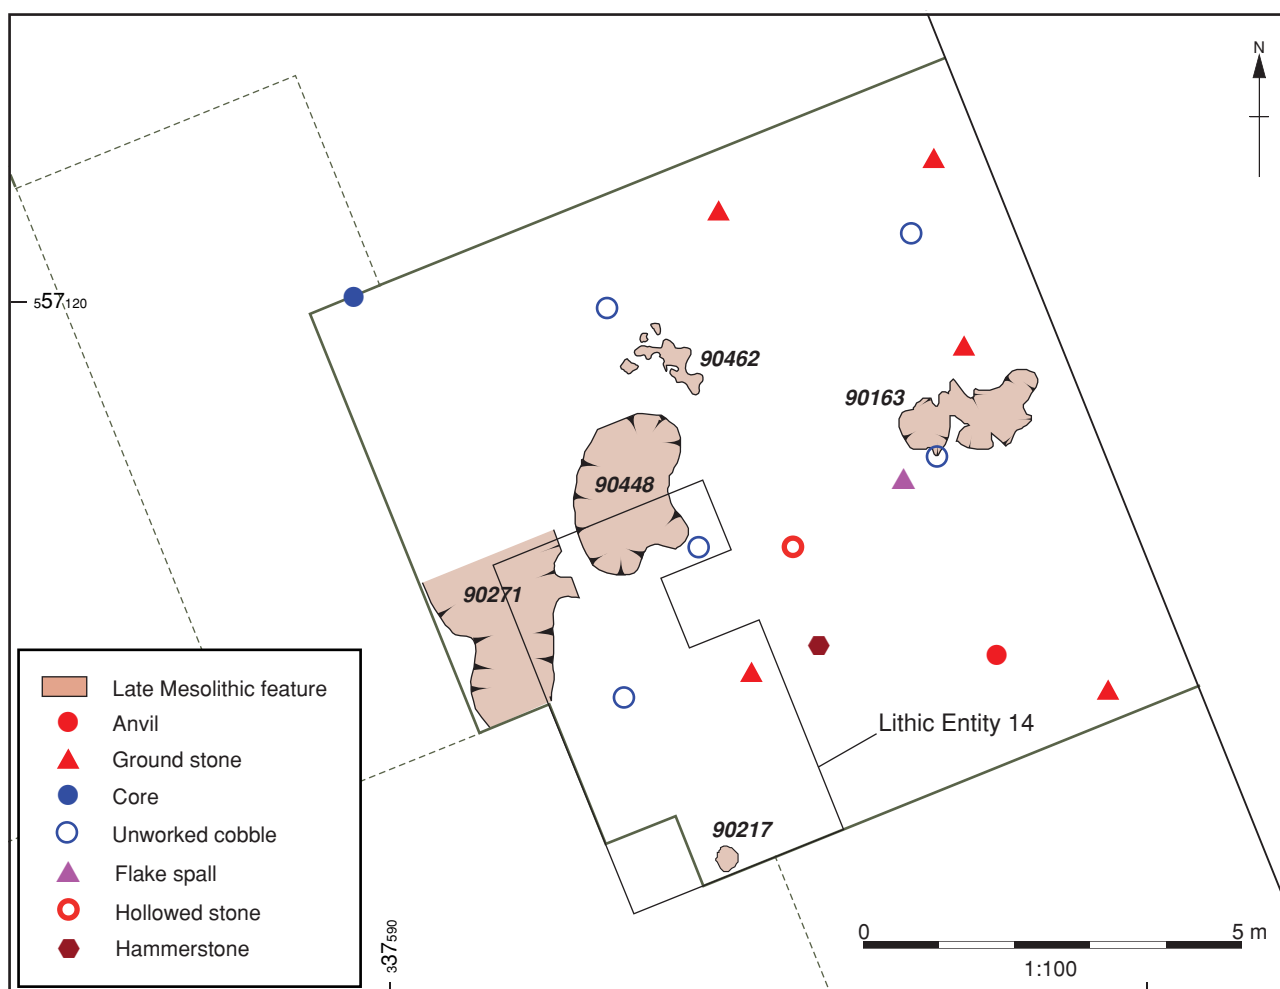 N
557120
90462
90163
90448
90271
Late Mesolithic feature
Anvil
Ground stone
Core
Unworked cobble
Flake spall
Hollowed stone
Hammerstone
Lithic Entity 14
90217
337590
0 5 m
1:100